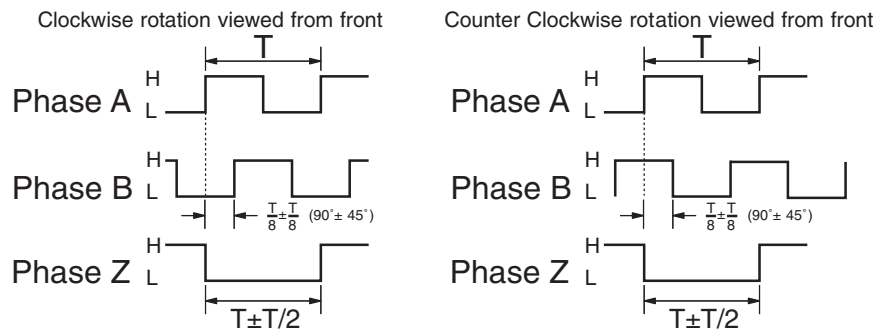 Clockwise rotation viewed from front
T
H
Phase A L
H
Phase B L
T/8±T/8 (90˚± 45˚)
H
Phase Z L
T±T/2
Counter Clockwise rotation viewed from front
T
H
Phase A L
H
Phase B L
T/8±T/8 (90˚± 45˚)
H
Phase Z L
T±T/2